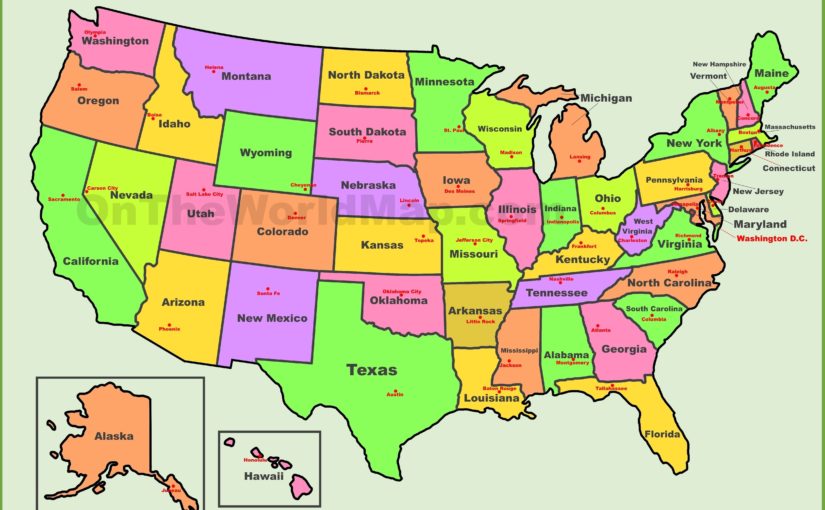 Olympia
Washington
Salem
Oregon
Helena
Montana
Boise
Idaho
Wyoming
Cheyenne
North Dakota
Bismarck
South Dakota
Pierre
Minnesota
St. Paul
Wisconsin
Madison
Michigan
Lansing
New Hampshire
Vermont
Montpelier
Concord
Maine
Augusta
Massachusetts
Boston
Rhode Island
Connecticut
Hartford
Albany
New York
Pennsylvania
Harrisburg
Trenton
New Jersey
Delaware
Annapolis
Maryland
Washington D.C.
Sacramento
California
Carson City
Nevada
Salt Lake City
Utah
Denver
Colorado
Nebraska
Lincoln
Iowa
Des Moines
Illinois
Springfield
Indiana
Indianapolis
Ohio
Columbus
West
Virginia
Charleston
Richmond
Virginia
Kansas
Topeka
Jefferson City
Missouri
Frankfort
Kentucky
Nashville
Tennessee
Raleigh
North Carolina
South Carolina
Columbia
Arizona
Phoenix
Santa Fe
New Mexico
Oklahoma City
Oklahoma
Arkansas
Little Rock
Mississippi
Jackson
Alabama
Montgomery
Atlanta
Georgia
Texas
Austin
Baton Rouge
Louisiana
Tallahassee
Florida
Alaska
Juneau
Honolulu
Hawaii
OnTheWorldMap.com